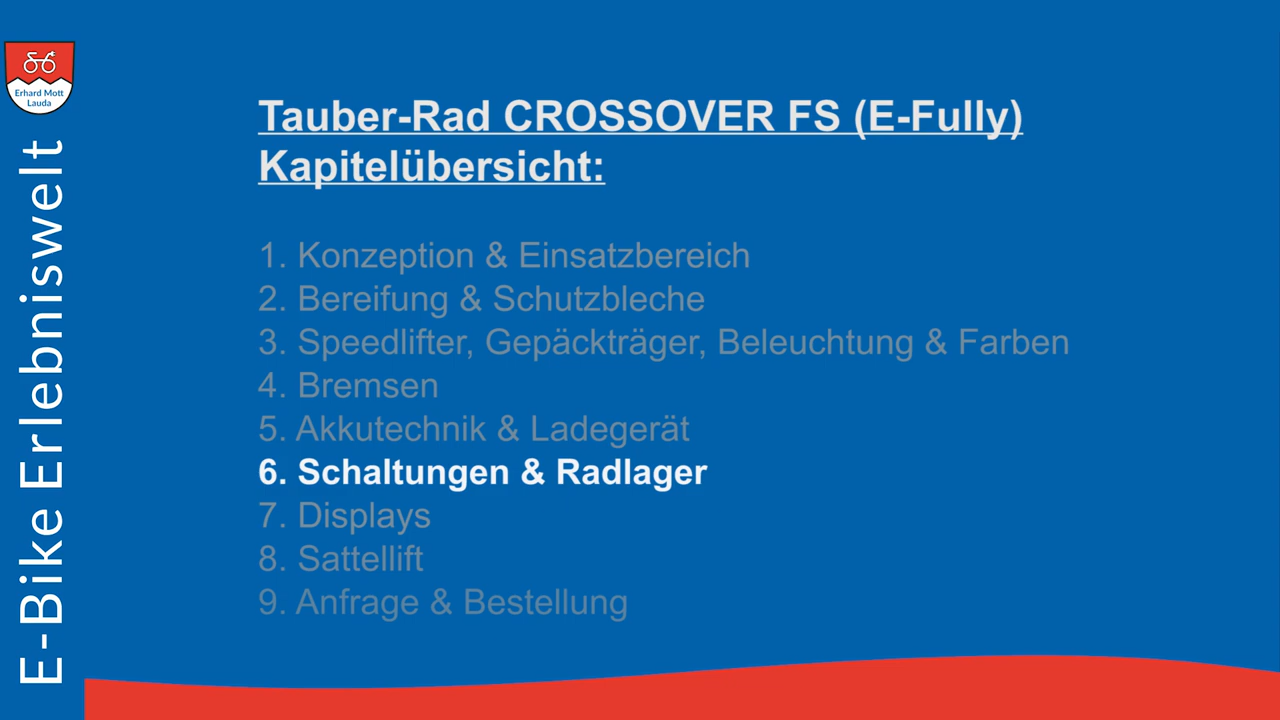 Erhard Mott
Lauda
E-Bike Erlebniswelt
Tauber-Rad CROSSOVER FS (E-Fully)
Kapitelübersicht:
1. Konzeption & Einsatzbereich
2. Bereifung & Schutzbleche
3. Speedlifter, Gepäckträger, Beleuchtung & Farben
4. Bremsen
5. Akkutechnik & Ladegerät
6. Schaltungen & Radlager
7. Displays
8. Sattellift
9. Anfrage & Bestellung